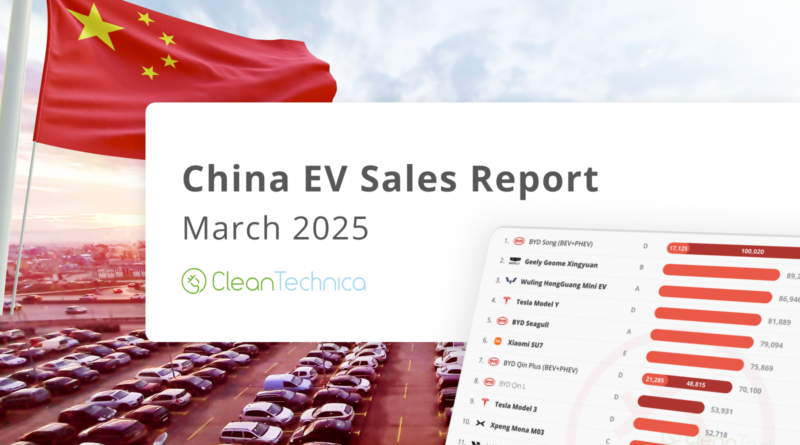 China EV Sales Report
March 2025
CleanTechnica
1. BYD Song (BEV+PHEV) D 17,125 100,020
2. Geely Geome Xingyuan B
3. Wuling HongGuang Mini EV A
4. Tesla Model Y D 81,889
5. BYD Seagull A 79,094
6. Xiaomi SU7 E 75,869
7. BYD Qin Plus (BEV+PHEV) D 21,285 48,815 70,100
8. BYD Qin L D 53,931
9. Tesla Model 3 D 52,718
10. Xpeng Mona M03
11.